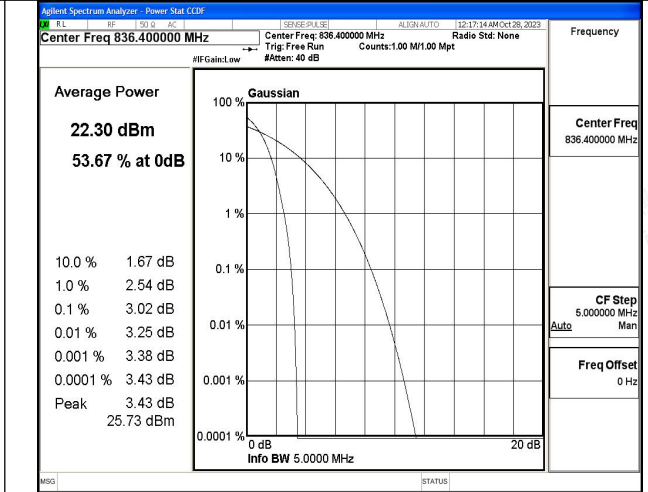 Agilent Spectrum Analyzer - Power Stat CCDF
LXI RL RF 50 Ω AC SENSE:PULSE ALIGN AUTO 12:17:14 AM Oct 28, 2023
Center Freq 836.400000 MHz
Center Freq: 836.400000 MHz Radio Std: None
Trig: Free Run Counts:1.00 M/1.00 Mpt
#IFGain:Low #Atten: 40 dB
Frequency
Average Power
22.30 dBm
53.67 % at 0dB
10.0 % 1.67 dB
1.0 % 2.54 dB
0.1 % 3.02 dB
0.01 % 3.25 dB
0.001 % 3.38 dB
0.0001 % 3.43 dB
Peak 3.43 dB
25.73 dBm
Gaussian
100 %
10 %
1 %
0.1 %
0.01 %
0.001 %
0.0001 %
0 dB 20 dB
Info BW 5.0000 MHz
Center Freq
836.400000 MHz
CF Step
5.000000 MHz
Auto Man
Freq Offset
0 Hz
MSG STATUS